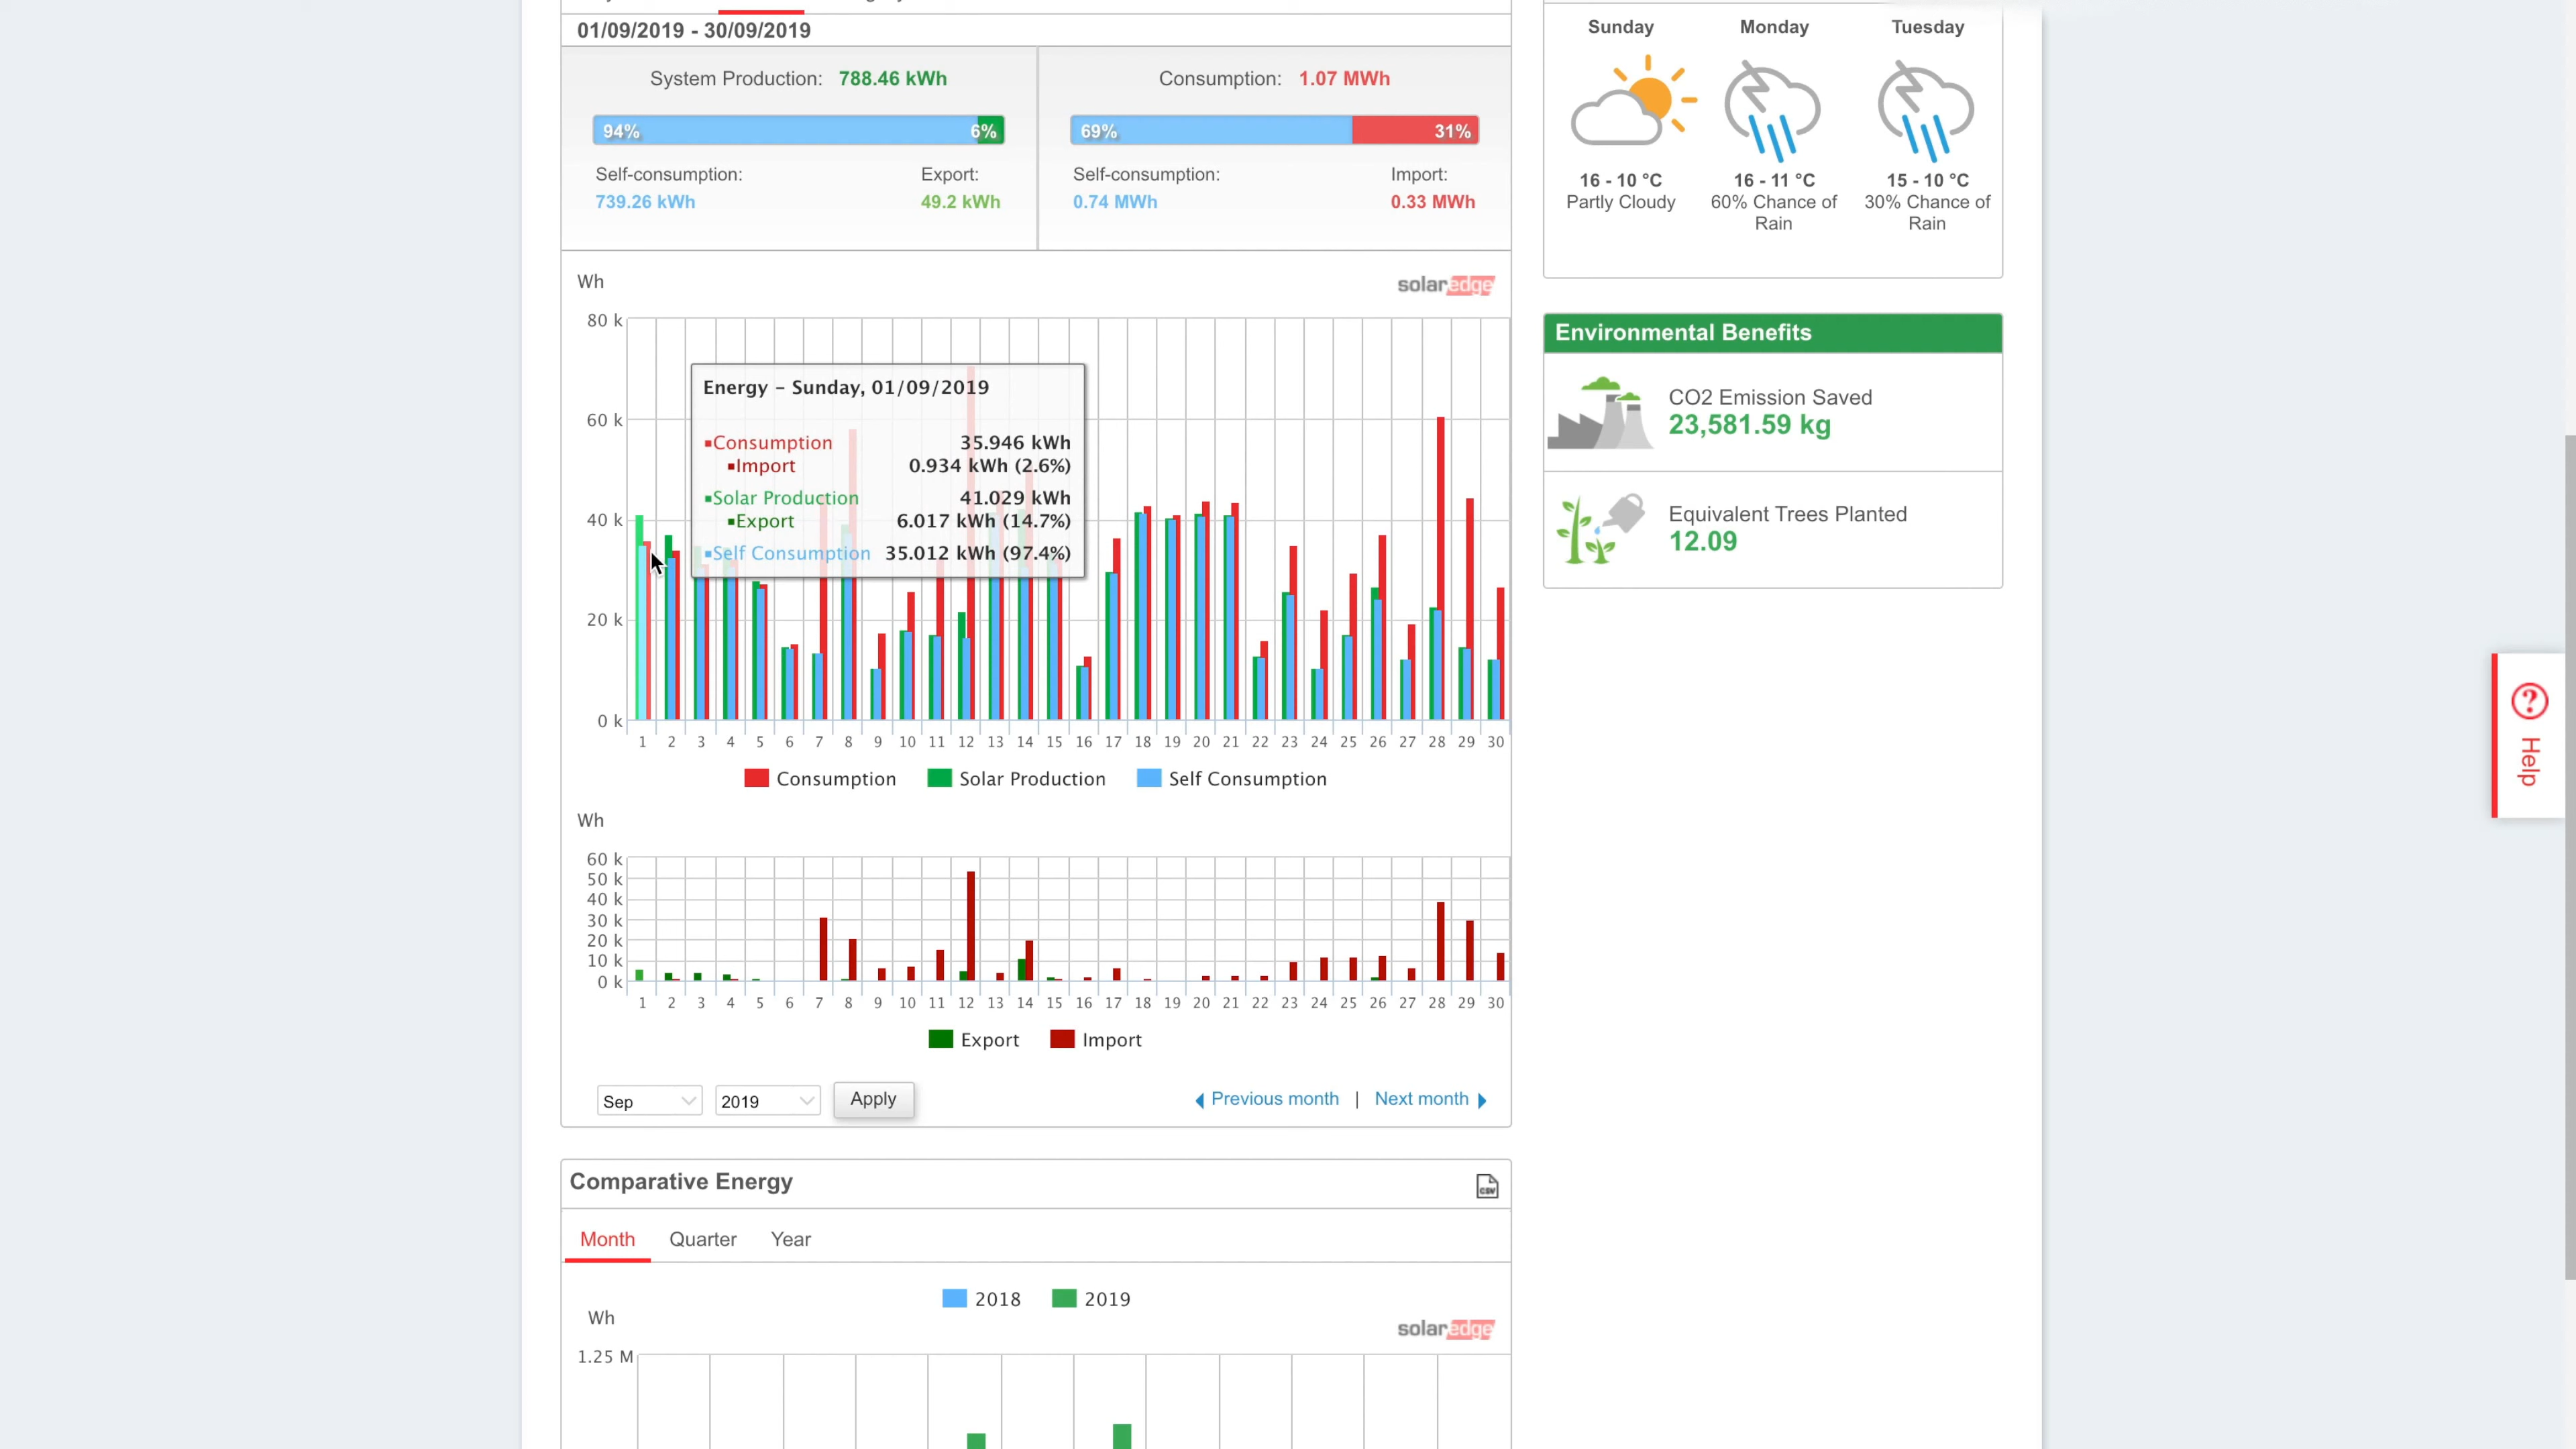 01/09/2019 - 30/09/2019
System Production: 788.46 kWh
94% 6%
Self-consumption: Export:
739.26 kWh 49.2 kWh
Consumption: 1.07 MWh
69% 31%
Self-consumption: Import:
0.74 MWh 0.33 MWh
Wh
solaredge
80 k
60 k
40 k
20 k
0 k
Energy – Sunday, 01/09/2019
Consumption 35.946 kWh
Import 0.934 kWh (2.6%)
Solar Production 41.029 kWh
Export 6.017 kWh (14.7%)
Self Consumption 35.012 kWh (97.4%)
1 2 3 4 5 6 7 8 9 10 11 12 13 14 15 16 17 18 19 20 21 22 23 24 25 26 27 28 29 30
Consumption Solar Production Self Consumption
Wh
60 k
50 k
40 k
30 k
20 k
10 k
0 k
1 2 3 4 5 6 7 8 9 10 11 12 13 14 15 16 17 18 19 20 21 22 23 24 25 26 27 28 29 30
Export Import
Sep 2019 Apply Previous month | Next month
Comparative Energy
CSV
Month Quarter Year
2018 2019
Wh
solaredge
1.25 M
Sunday Monday Tuesday
16 - 10 °C 16 - 11 °C 15 - 10 °C
Partly Cloudy 60% Chance of 30% Chance of
Rain Rain
Environmental Benefits
CO2 Emission Saved
23,581.59 kg
Equivalent Trees Planted
12.09
?
Help